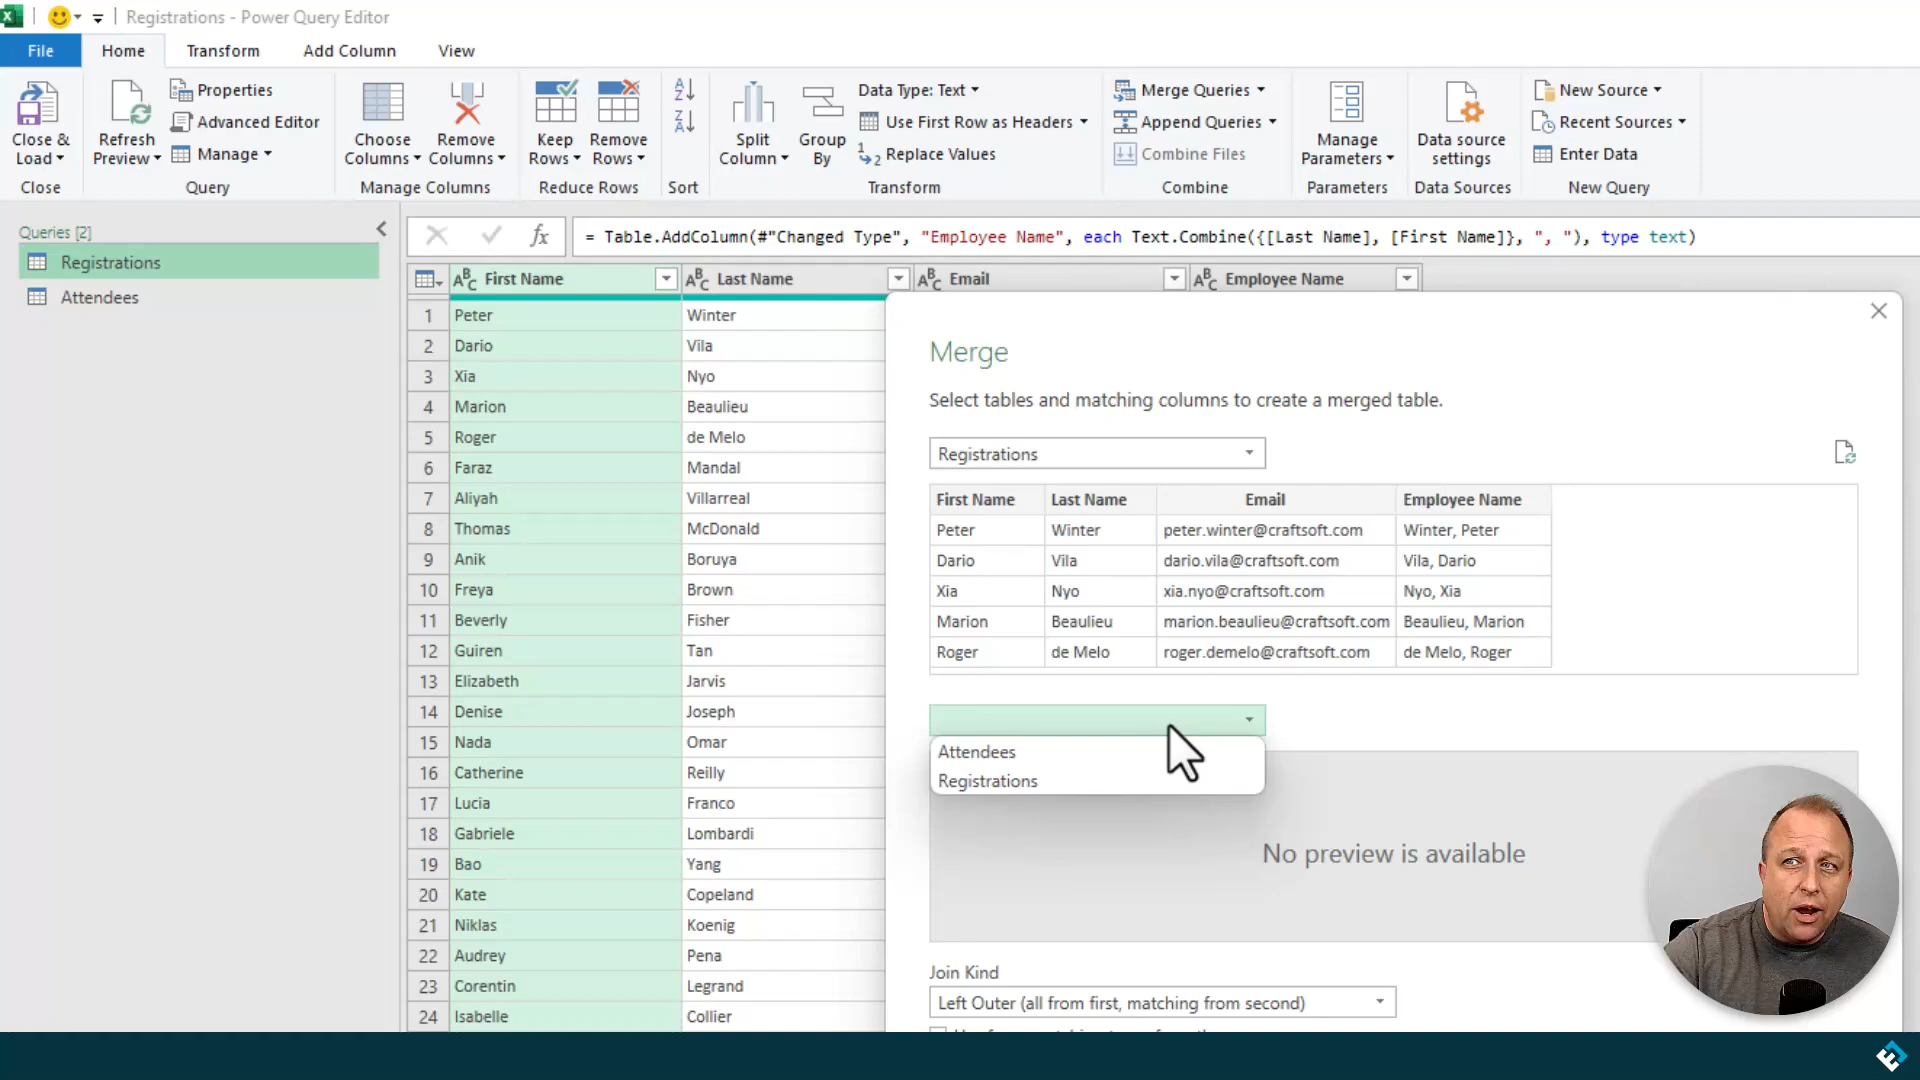 Registrations - Power Query Editor
File Home Transform Add Column View
Close & Load
Close
Refresh Preview
Properties
Advanced Editor
Manage
Query
Choose Columns
Remove Columns
Manage Columns
Keep Rows
Remove Rows
Reduce Rows
Sort
Split Column
Group By
Data Type: Text
Use First Row as Headers
Replace Values
Transform
Merge Queries
Append Queries
Combine Files
Combine
Manage Parameters
Parameters
Data source settings
Data Sources
New Source
Recent Sources
Enter Data
New Query
Queries [2]
Registrations
Attendees
fx = Table.AddColumn(#"Changed Type", "Employee Name", each Text.Combine({[Last Name], [First Name]}, ", "), type text)
First Name Last Name Email Employee Name
1 Peter Winter
2 Dario Vila
3 Xia Nyo
4 Marion Beaulieu
5 Roger de Melo
6 Faraz Mandal
7 Aliyah Villarreal
8 Thomas McDonald
9 Anik Boruya
10 Freya Brown
11 Beverly Fisher
12 Guiren Tan
13 Elizabeth Jarvis
14 Denise Joseph
15 Nada Omar
16 Catherine Reilly
17 Lucia Franco
18 Gabriele Lombardi
19 Bao Yang
20 Kate Copeland
21 Niklas Koenig
22 Audrey Pena
23 Corentin Legrand
24 Isabelle Collier
Merge
Select tables and matching columns to create a merged table.
Registrations
First Name Last Name Email Employee Name
Peter Winter peter.winter@craftsoft.com Winter, Peter
Dario Vila dario.vila@craftsoft.com Vila, Dario
Xia Nyo xia.nyo@craftsoft.com Nyo, Xia
Marion Beaulieu marion.beaulieu@craftsoft.com Beaulieu, Marion
Roger de Melo roger.demelo@craftsoft.com de Melo, Roger
Attendees
Registrations
No preview is available
Join Kind
Left Outer (all from first, matching from second)